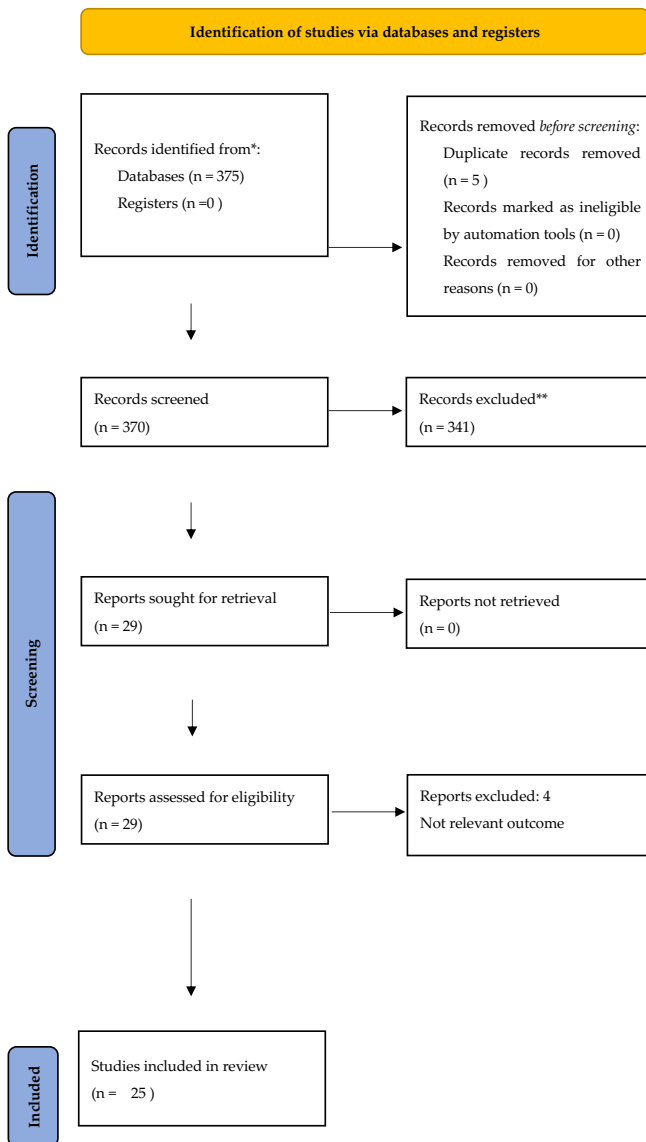 Identification of studies via databases and registers
Identification
Records identified from*:
Databases (n = 375)
Registers (n =0 )
Records removed before screening:
Duplicate records removed
(n = 5 )
Records marked as ineligible
by automation tools (n = 0)
Records removed for other
reasons (n = 0)
Records screened
(n = 370)
Records excluded**
(n = 341)
Screening
Reports sought for retrieval
(n = 29)
Reports not retrieved
(n = 0)
Reports assessed for eligibility
(n = 29)
Reports excluded: 4
Not relevant outcome
Included
Studies included in review
(n = 25 )